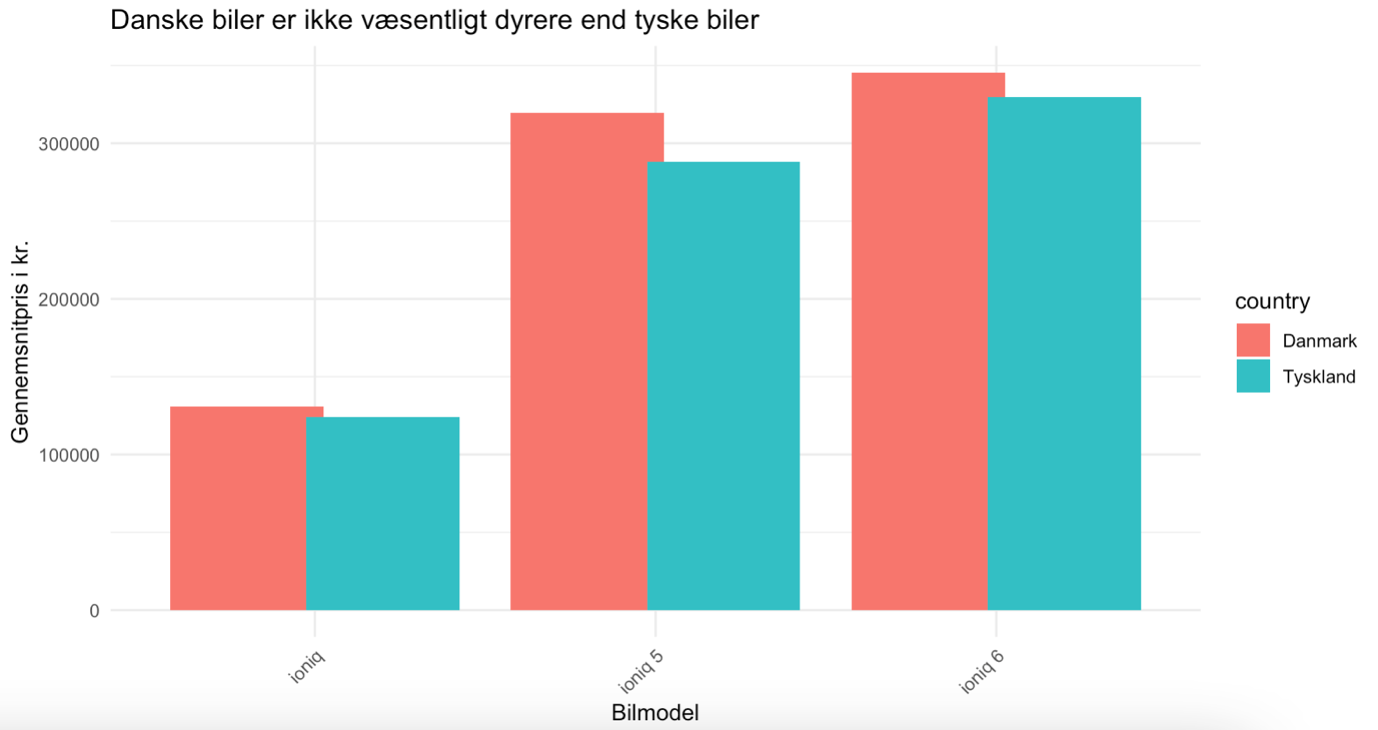 Danske biler er ikke væsentligt dyrere end tyske biler
Gennemsnitpris i kr.
300000
200000
100000
0
ioniq
ioniq 5
ioniq 6
Bilmodel
country
Danmark
Tyskland